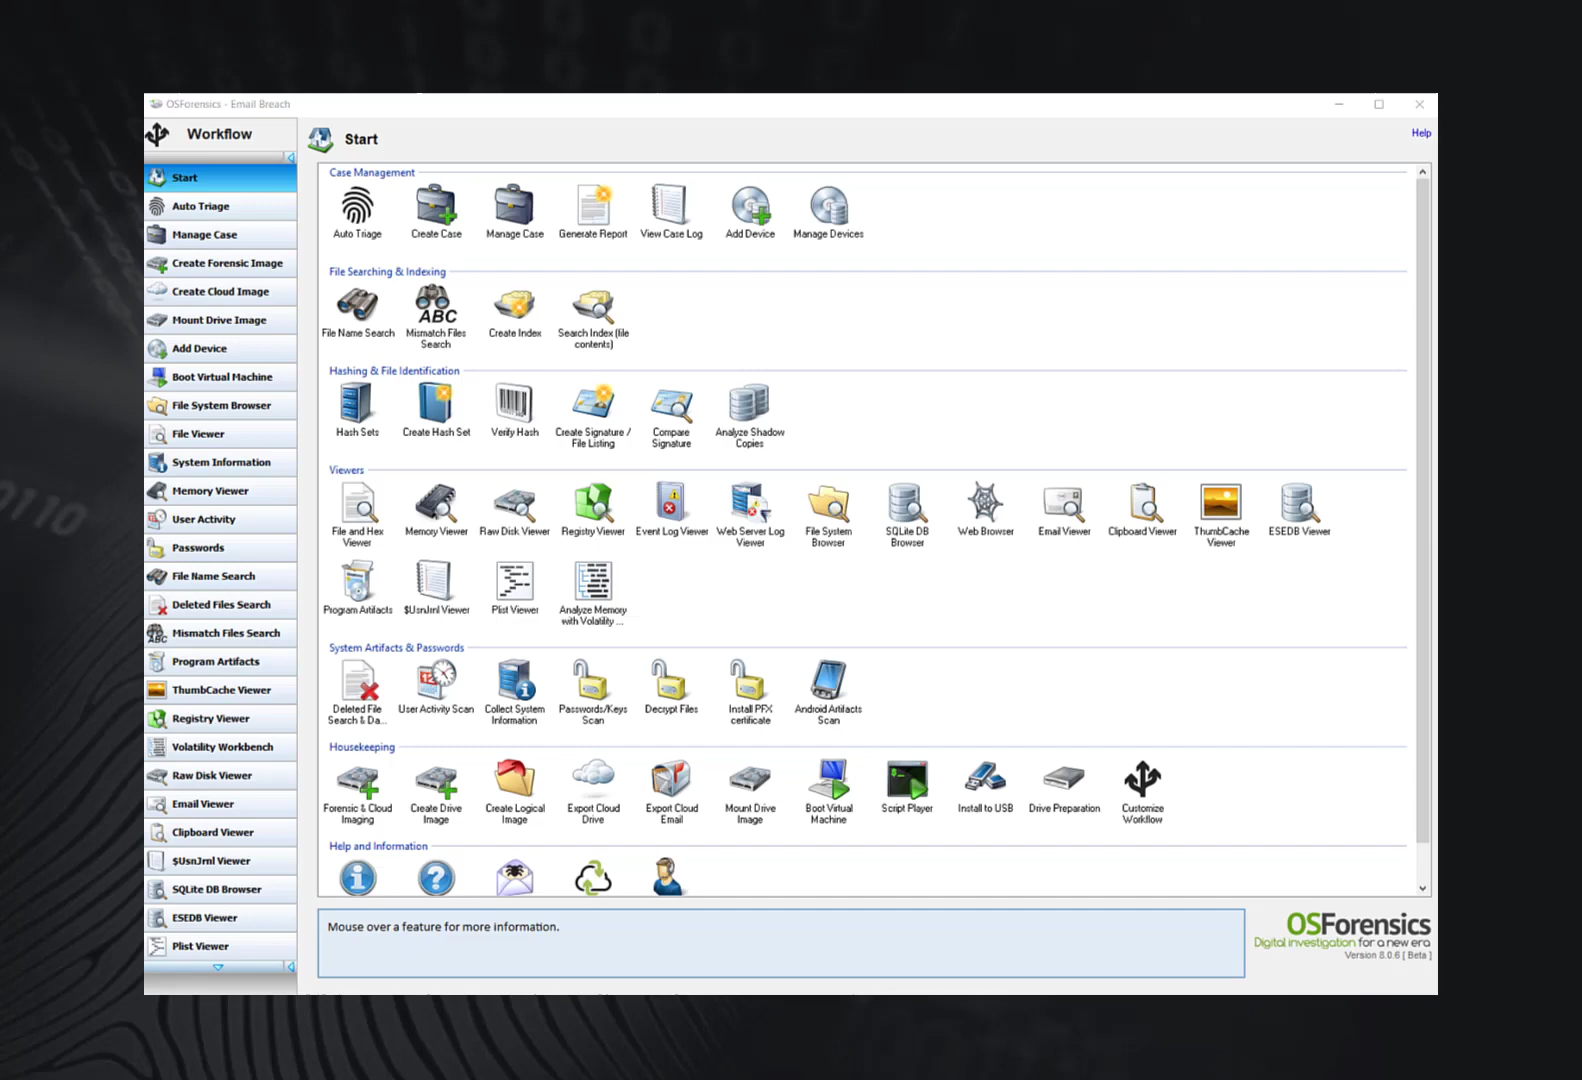 OSForensics - Email Breach
Workflow
Start
Help
Start
Auto Triage
Manage Case
Create Forensic Image
Create Cloud Image
Mount Drive Image
Add Device
Boot Virtual Machine
File System Browser
File Viewer
System Information
Memory Viewer
User Activity
Passwords
File Name Search
Deleted Files Search
Mismatch Files Search
Program Artifacts
ThumbCache Viewer
Registry Viewer
Volatility Workbench
Raw Disk Viewer
Email Viewer
Clipboard Viewer
$UsnJrnl Viewer
SQLite DB Browser
ESEDB Viewer
Plist Viewer
Case Management
Auto Triage
Create Case
Manage Case
Generate Report
View Case Log
Add Device
Manage Devices
File Searching & Indexing
File Name Search
ABC
Mismatch Files
Search
Create Index
Search Index (file
contents)
Hashing & File Identification
Hash Sets
Create Hash Set
Verify Hash
Create Signature /
File Listing
Compare
Signature
Analyze Shadow
Copies
Viewers
File and Hex
Viewer
Memory Viewer
Raw Disk Viewer
Registry Viewer
Event Log Viewer
Web Server Log
Viewer
File System
Browser
SQLite DB
Browser
Web Browser
Email Viewer
Clipboard Viewer
ThumbCache
Viewer
ESEDB Viewer
Program Artifacts
$UsnJrnl Viewer
Plist Viewer
Analyze Memory
with Volatility ...
System Artifacts & Passwords
Deleted File
Search & Da...
User Activity Scan
Collect System
Information
Passwords/Keys
Scan
Decrypt Files
Install PFX
certificate
Android Artifacts
Scan
Housekeeping
Forensic & Cloud
Imaging
Create Drive
Image
Create Logical
Image
Export Cloud
Drive
Export Cloud
Email
Mount Drive
Image
Boot Virtual
Machine
Script Player
Install to USB
Drive Preparation
Customize
Workflow
Help and Information
Mouse over a feature for more information.
OSForensics
Digital investigation for a new era
Version 8.0.6 [ Beta ]
0110